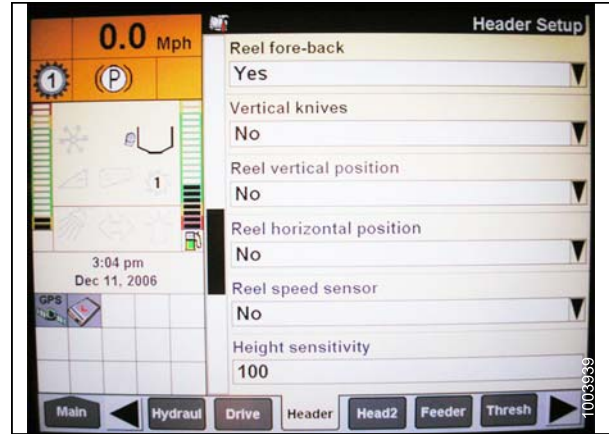 0.0 Mph
Header Setup
1
(P)
Reel fore-back
Yes
Vertical knives
No
Reel vertical position
No
1
Reel horizontal position
No
3:04 pm
Dec 11, 2006
Reel speed sensor
No
GPS
Height sensitivity
100
Main
Hydraul
Drive
Header
Head2
Feeder
Thresh
1003939